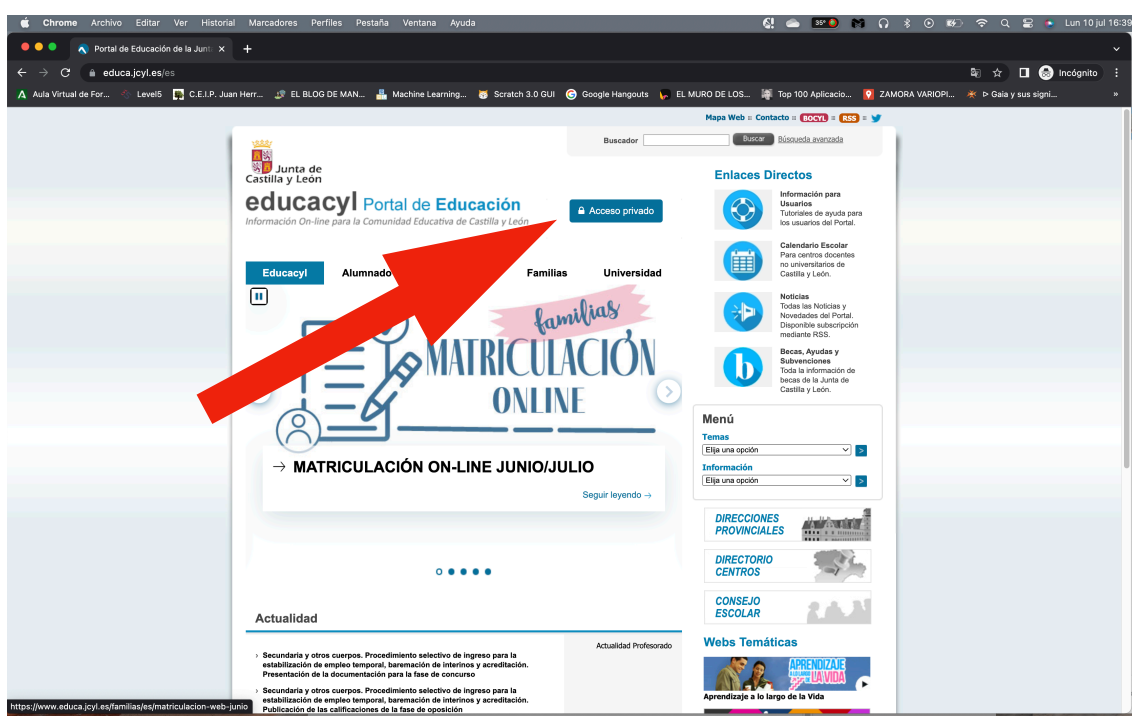 Chrome Archivo Editar Ver Historial Marcadores Perfiles Pestaña Ventana Ayuda
35° Lun 10 jul 16:39
Portal de Educación de la Junt
educa.jcyl.es/es
Incógnito
Aula Virtual de For... Level5 C.E.I.P. Juan Herr... EL BLOG DE MAN... Machine Learning... Scratch 3.0 GUI Google Hangouts EL MURO DE LOS... Top 100 Aplicacio... ZAMORA VARIOPI... ᐅ Gaia y sus signi... »
Mapa Web :: Contacto :: BOCYL :: RSS ::
Buscador Buscar Búsqueda avanzada
Junta de
Castilla y León
educacyl Portal de Educación
Información On-line para la Comunidad Educativa de Castilla y León
Acceso privado
Educacyl Alumnado Familias Universidad
familias
MATRICULACIÓN
ONLINE
→ MATRICULACIÓN ON-LINE JUNIO/JULIO
Seguir leyendo →
Actualidad
Actualidad Profesorado
› Secundaria y otros cuerpos. Procedimiento selectivo de ingreso para la
estabilización de empleo temporal, baremación de interinos y acreditación.
Presentación de la documentación para la fase de concurso
› Secundaria y otros cuerpos. Procedimiento selectivo de ingreso para la
estabilización de empleo temporal, baremación de interinos y acreditación.
Publicación de las calificaciones de la fase de oposición
Enlaces Directos
Información para
Usuarios
Tutoriales de ayuda para
los usuarios del Portal.
Calendario Escolar
Para centros docentes
no universitarios de
Castilla y León.
Noticias
Todas las Noticias y
Novedades del Portal.
Disponible subscripción
mediante RSS.
b
Becas, Ayudas y
Subvenciones
Toda la información de
becas de la Junta de
Castilla y León.
Menú
Temas
Elija una opción >
Información
Elija una opción >
DIRECCIONES
PROVINCIALES
DIRECTORIO
CENTROS
CONSEJO
ESCOLAR
Webs Temáticas
APRENDIZAJE
A LO LARGO DE LA VIDA
Aprendizaje a lo largo de la Vida
https://www.educa.jcyl.es/familias/es/matriculacion-web-junio